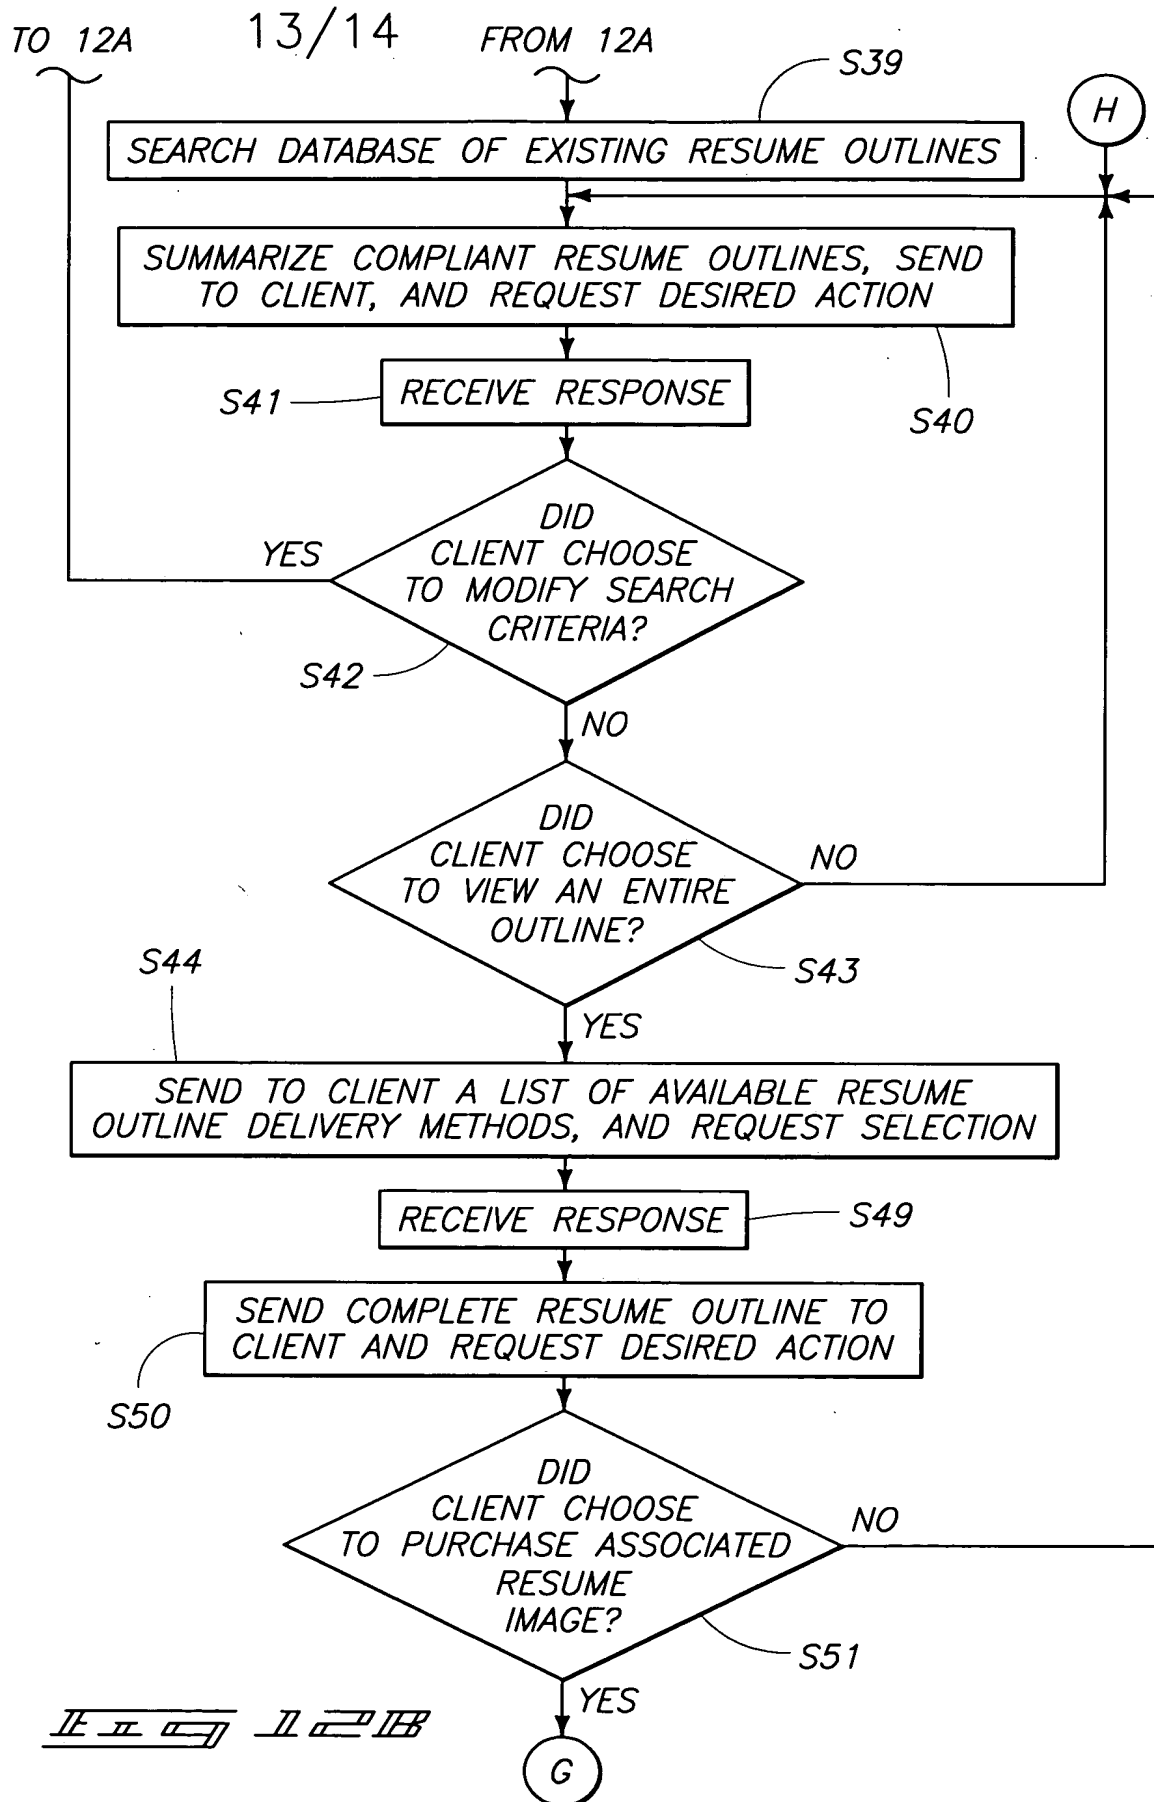 TO 12A
13/14
FROM 12A
S39
H
SEARCH DATABASE OF EXISTING RESUME OUTLINES
SUMMARIZE COMPLIANT RESUME OUTLINES, SEND
TO CLIENT, AND REQUEST DESIRED ACTION
S40
RECEIVE RESPONSE
S41
DID
CLIENT CHOOSE
TO MODIFY SEARCH
CRITERIA?
YES
S42
NO
DID
CLIENT CHOOSE
TO VIEW AN ENTIRE
OUTLINE?
NO
S43
S44
YES
SEND TO CLIENT A LIST OF AVAILABLE RESUME
OUTLINE DELIVERY METHODS, AND REQUEST SELECTION
RECEIVE RESPONSE
S49
SEND COMPLETE RESUME OUTLINE TO
CLIENT AND REQUEST DESIRED ACTION
S50
DID
CLIENT CHOOSE
TO PURCHASE ASSOCIATED
RESUME
IMAGE?
NO
S51
YES
G
FIG 12B